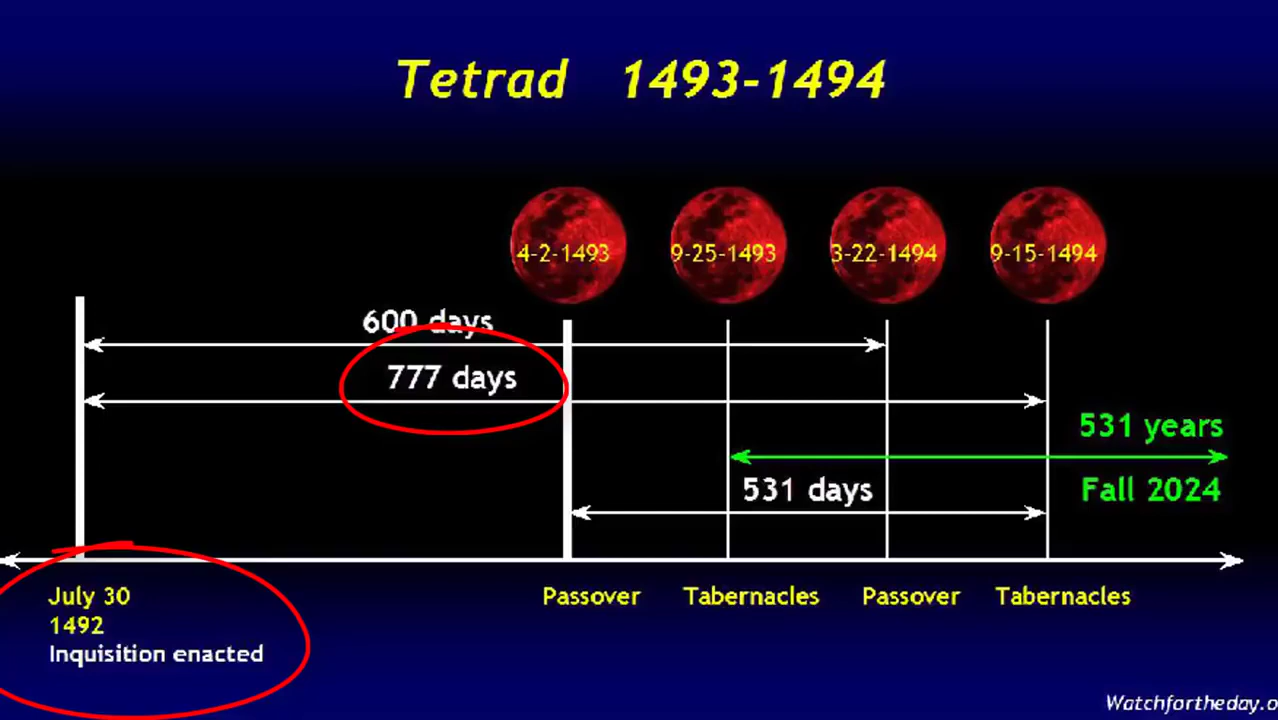 Tetrad 1493-1494
4-2-1493 9-25-1493 3-22-1494 9-15-1494
600 days
777 days
531 years
531 days
Fall 2024
July 30
1492
Inquisition enacted
Passover Tabernacles Passover Tabernacles
Watchfortheday.o